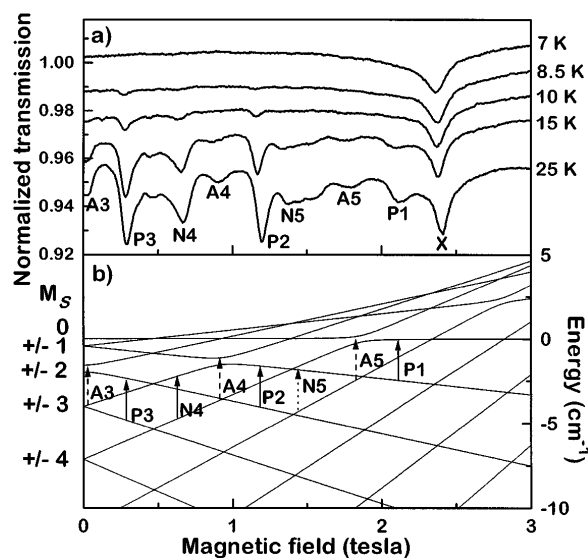 a)
Normalized transmission
1.00
0.98
0.96
0.94
0.92
7 K
8.5 K
10 K
15 K
25 K
A3
P3
N4
A4
P2
N5
A5
P1
X
b)
M_S
0
+/- 1
+/- 2
+/- 3
+/- 4
A3
P3
N4
A4
P2
N5
A5
P1
5
0
-5
-10
Energy (cm⁻¹)
0
1
2
3
Magnetic field (tesla)